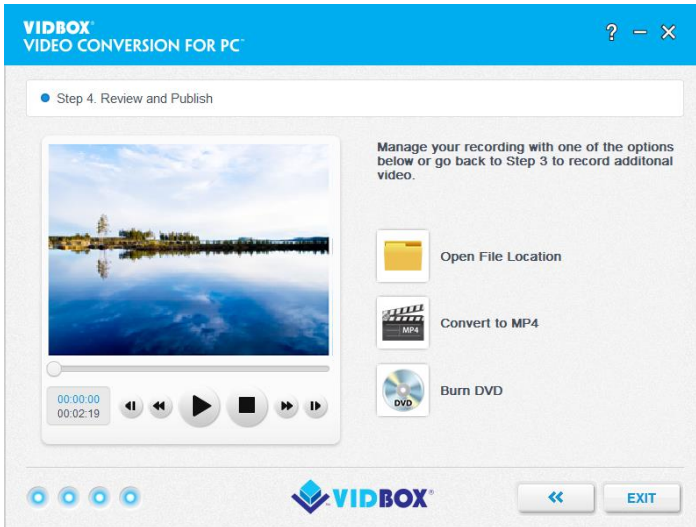 VIDBOX®
VIDEO CONVERSION FOR PC™
?
Step 4. Review and Publish
Manage your recording with one of the options
below or go back to Step 3 to record additonal
video.
Open File Location
MP4
Convert to MP4
DVD
Burn DVD
00:00:00
00:02:19
VIDBOX®
EXIT